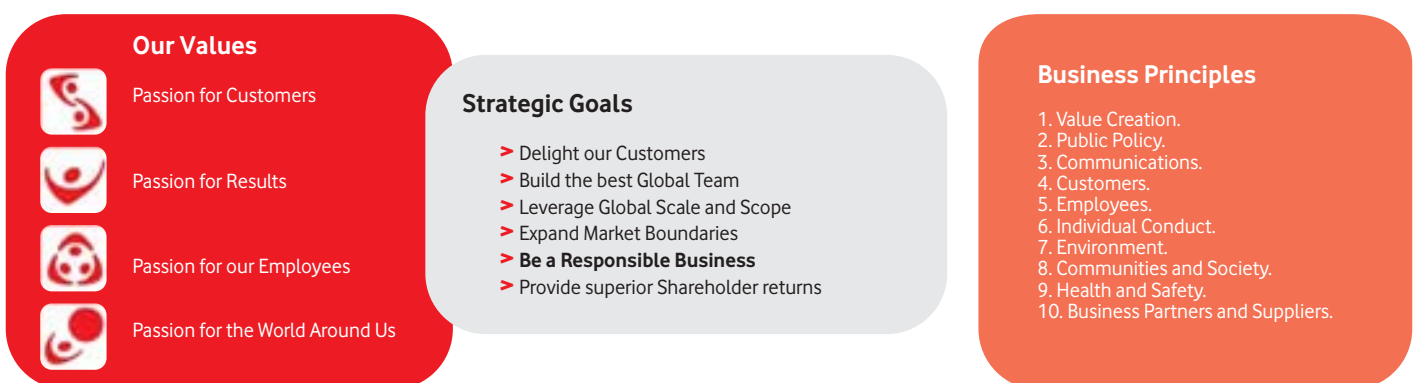 Our Values
Passion for Customers
Passion for Results
Passion for our Employees
Passion for the World Around Us
Strategic Goals
> Delight our Customers
> Build the best Global Team
> Leverage Global Scale and Scope
> Expand Market Boundaries
> Be a Responsible Business
> Provide superior Shareholder returns
Business Principles
1. Value Creation.
2. Public Policy.
3. Communications.
4. Customers.
5. Employees.
6. Individual Conduct.
7. Environment.
8. Communities and Society.
9. Health and Safety.
10. Business Partners and Suppliers.